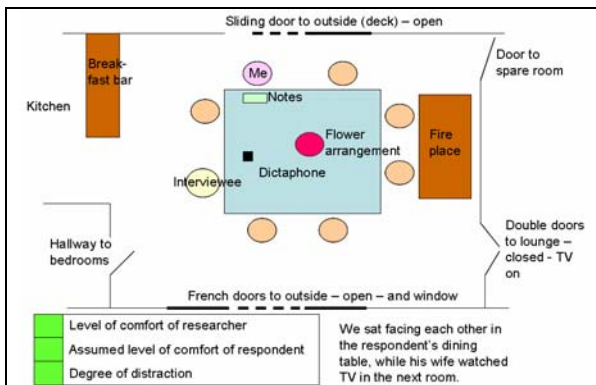 Sliding door to outside (deck) – open
Door to
spare room
Break-
fast bar
Kitchen
Me
Notes
Flower
arrangement
Fire
place
Dictaphone
Interviewee
Hallway to
bedrooms
Double doors
to lounge –
closed - TV
on
French doors to outside – open – and window
Level of comfort of researcher
Assumed level of comfort of respondent
Degree of distraction
We sat facing each other in
the respondent's dining
table, while his wife watched
TV in the next room.